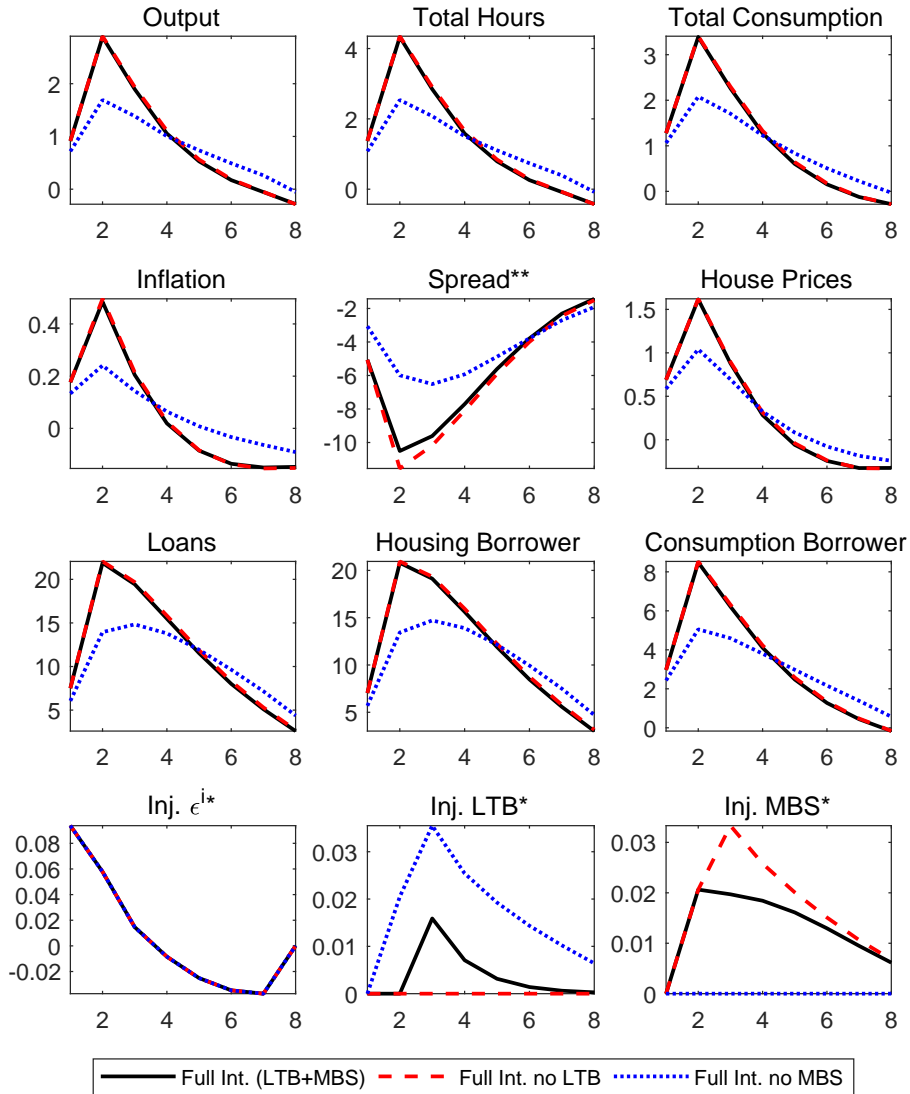 Output
Total Hours
Total Consumption
2
1
0
2 4 6 8
4
2
0
2 4 6 8
3
2
1
0
2 4 6 8
Inflation
Spread**
House Prices
0.4
0.2
0
2 4 6 8
-2
-4
-6
-8
-10
2 4 6 8
1.5
1
0.5
0
2 4 6 8
Loans
Housing Borrower
Consumption Borrower
20
15
10
5
2 4 6 8
20
15
10
5
2 4 6 8
8
6
4
2
0
2 4 6 8
Inj. ϵ^i*
Inj. LTB*
Inj. MBS*
0.08
0.06
0.04
0.02
0
-0.02
2 4 6 8
0.03
0.02
0.01
0
2 4 6 8
0.03
0.02
0.01
0
2 4 6 8
Full Int. (LTB+MBS) Full Int. no LTB Full Int. no MBS